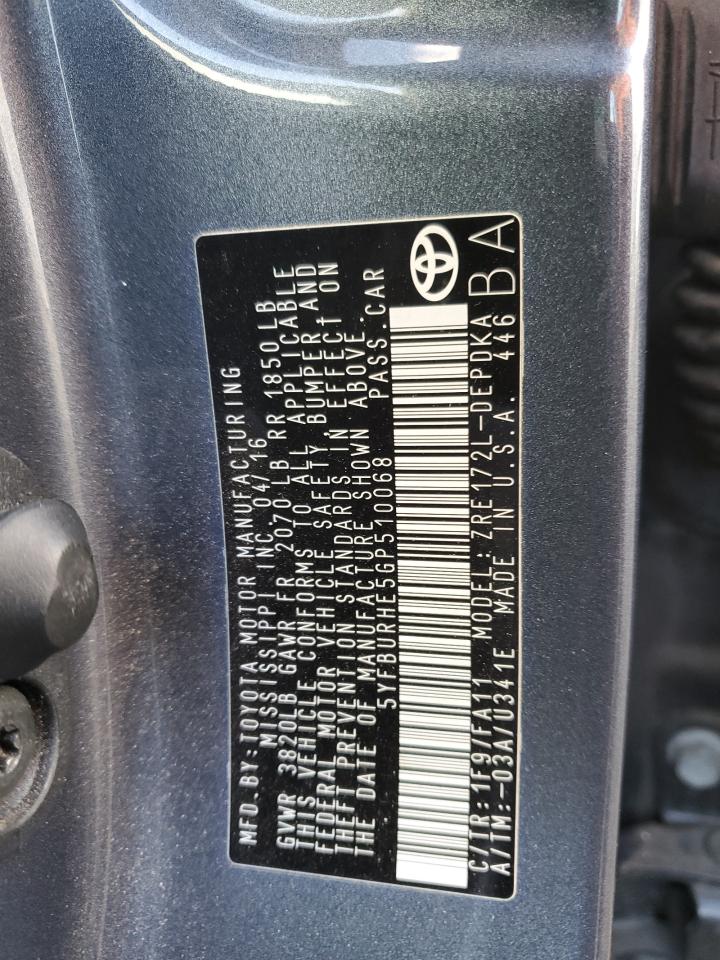 MFD.BY:TOYOTA MOTOR MANUFACTURING
MISSISSIPPI INC 04/16
GVWR 3820LB GAWR FR 2070 LB RR 1850LB
THIS VEHICLE CONFORMS TO ALL APPLICABLE
FEDERAL MOTOR VEHICLE SAFETY, BUMPER AND
THEFT PREVENTION STANDARDS IN EFFECT ON
THE DATE OF MANUFACTURE SHOWN ABOVE.
5YFBURHE5GP510068 PASS.CAR
C/TR:1F9/FA11 MODEL:ZRE172L-DEPDKA
A/TM:-03A/U341E MADE IN U.S.A. 446 BA